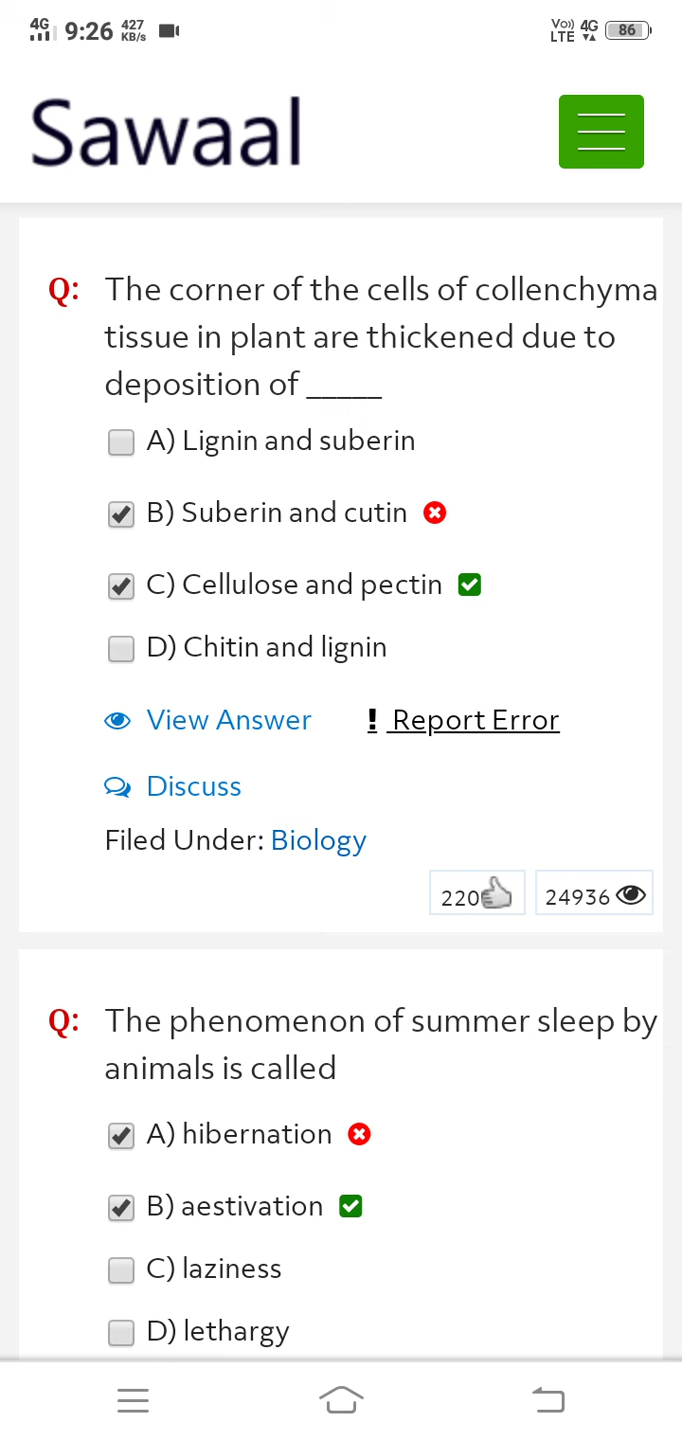 4G 9:26 427 KB/s Vo)) LTE 4G 86
Sawaal
Q: The corner of the cells of collenchyma
tissue in plant are thickened due to
deposition of _____
A) Lignin and suberin
B) Suberin and cutin
C) Cellulose and pectin
D) Chitin and lignin
View Answer ! Report Error
Discuss
Filed Under: Biology
220 24936
Q: The phenomenon of summer sleep by
animals is called
A) hibernation
B) aestivation
C) laziness
D) lethargy